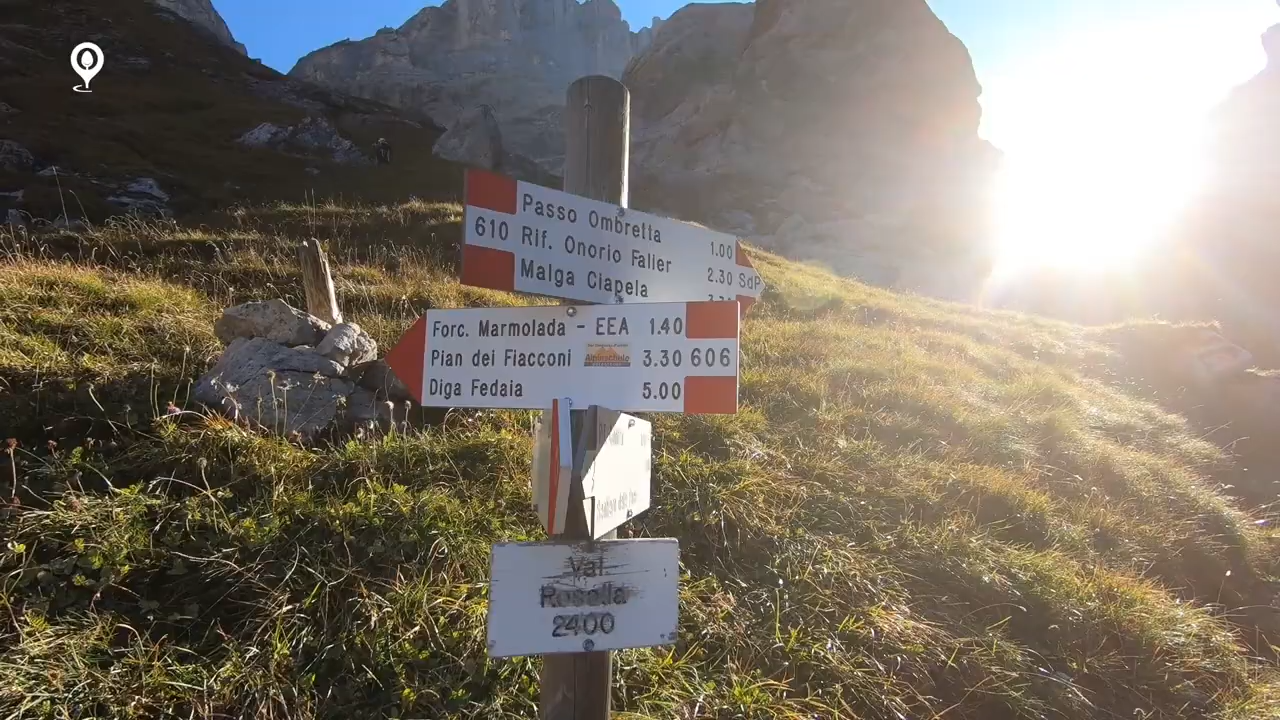 Passo Ombretta 1.00
610 Rif. Onorio Falier 2.30 SdP
Malga Ciapela
Forc. Marmolada - EEA 1.40
Pian dei Fiacconi 3.30 606
Diga Fedaia 5.00
Val
2400